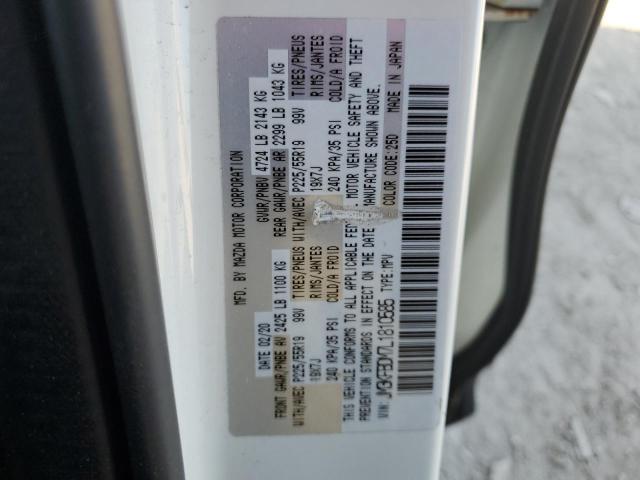 MFD. BY MAZDA MOTOR CORPORATION
DATE 02/20 GVWR/PNBV 4724 LB 2143 KG
FRONT GAWR/PNBE AV 2425 LB 1100 KG REAR GAWR/PNBE AR 2299 LB 1043 KG
WITH/AVEC P225/55R19 99V TIRES/PNEUS WITH/AVEC P225/55R19 99V TIRES/PNEUS
19X7J RIMS/JANTES 19X7J RIMS/JANTES
240 KPA/35 PSI COLD/A FROID 240 KPA/35 PSI COLD/A FROID
THIS VEHICLE CONFORMS TO ALL APPLICABLE FED MOTOR VEHICLE SAFETY AND THEFT
PREVENTION STANDARDS IN EFFECT ON THE DATE MANUFACTURE SHOWN ABOVE.
VIN: TYPE:MPV COLOR CODE:25D MADE IN JAPAN